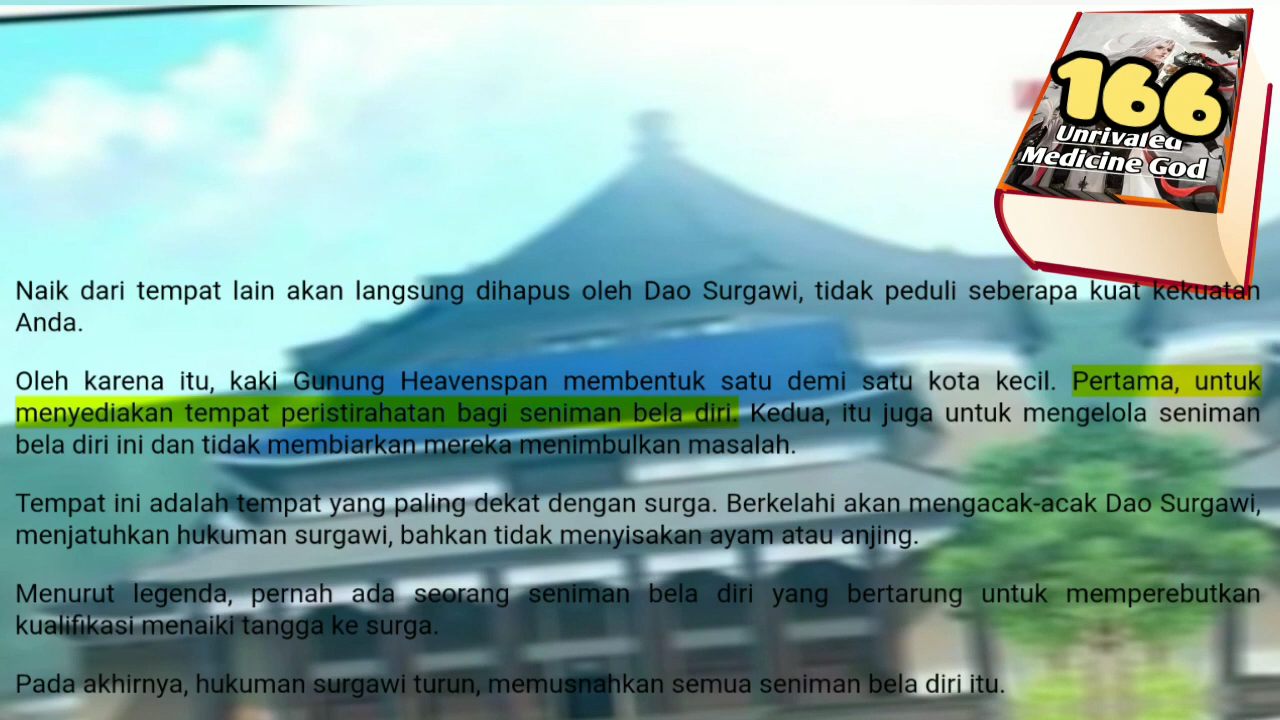 166
Unrivaled
Medicine God
Naik dari tempat lain akan langsung dihapus oleh Dao Surgawi, tidak peduli seberapa kuat kekuatan
Anda.
Oleh karena itu, kaki Gunung Heavenspan membentuk satu demi satu kota kecil. Pertama, untuk
menyediakan tempat peristirahatan bagi seniman bela diri. Kedua, itu juga untuk mengelola seniman
bela diri ini dan tidak membiarkan mereka menimbulkan masalah.
Tempat ini adalah tempat yang paling dekat dengan surga. Berkelahi akan mengacak-acak Dao Surgawi,
menjatuhkan hukuman surgawi, bahkan tidak menyisakan ayam atau anjing.
Menurut legenda, pernah ada seorang seniman bela diri yang bertarung untuk memperebutkan
kualifikasi menaiki tangga ke surga.
Pada akhirnya, hukuman surgawi turun, memusnahkan semua seniman bela diri itu.